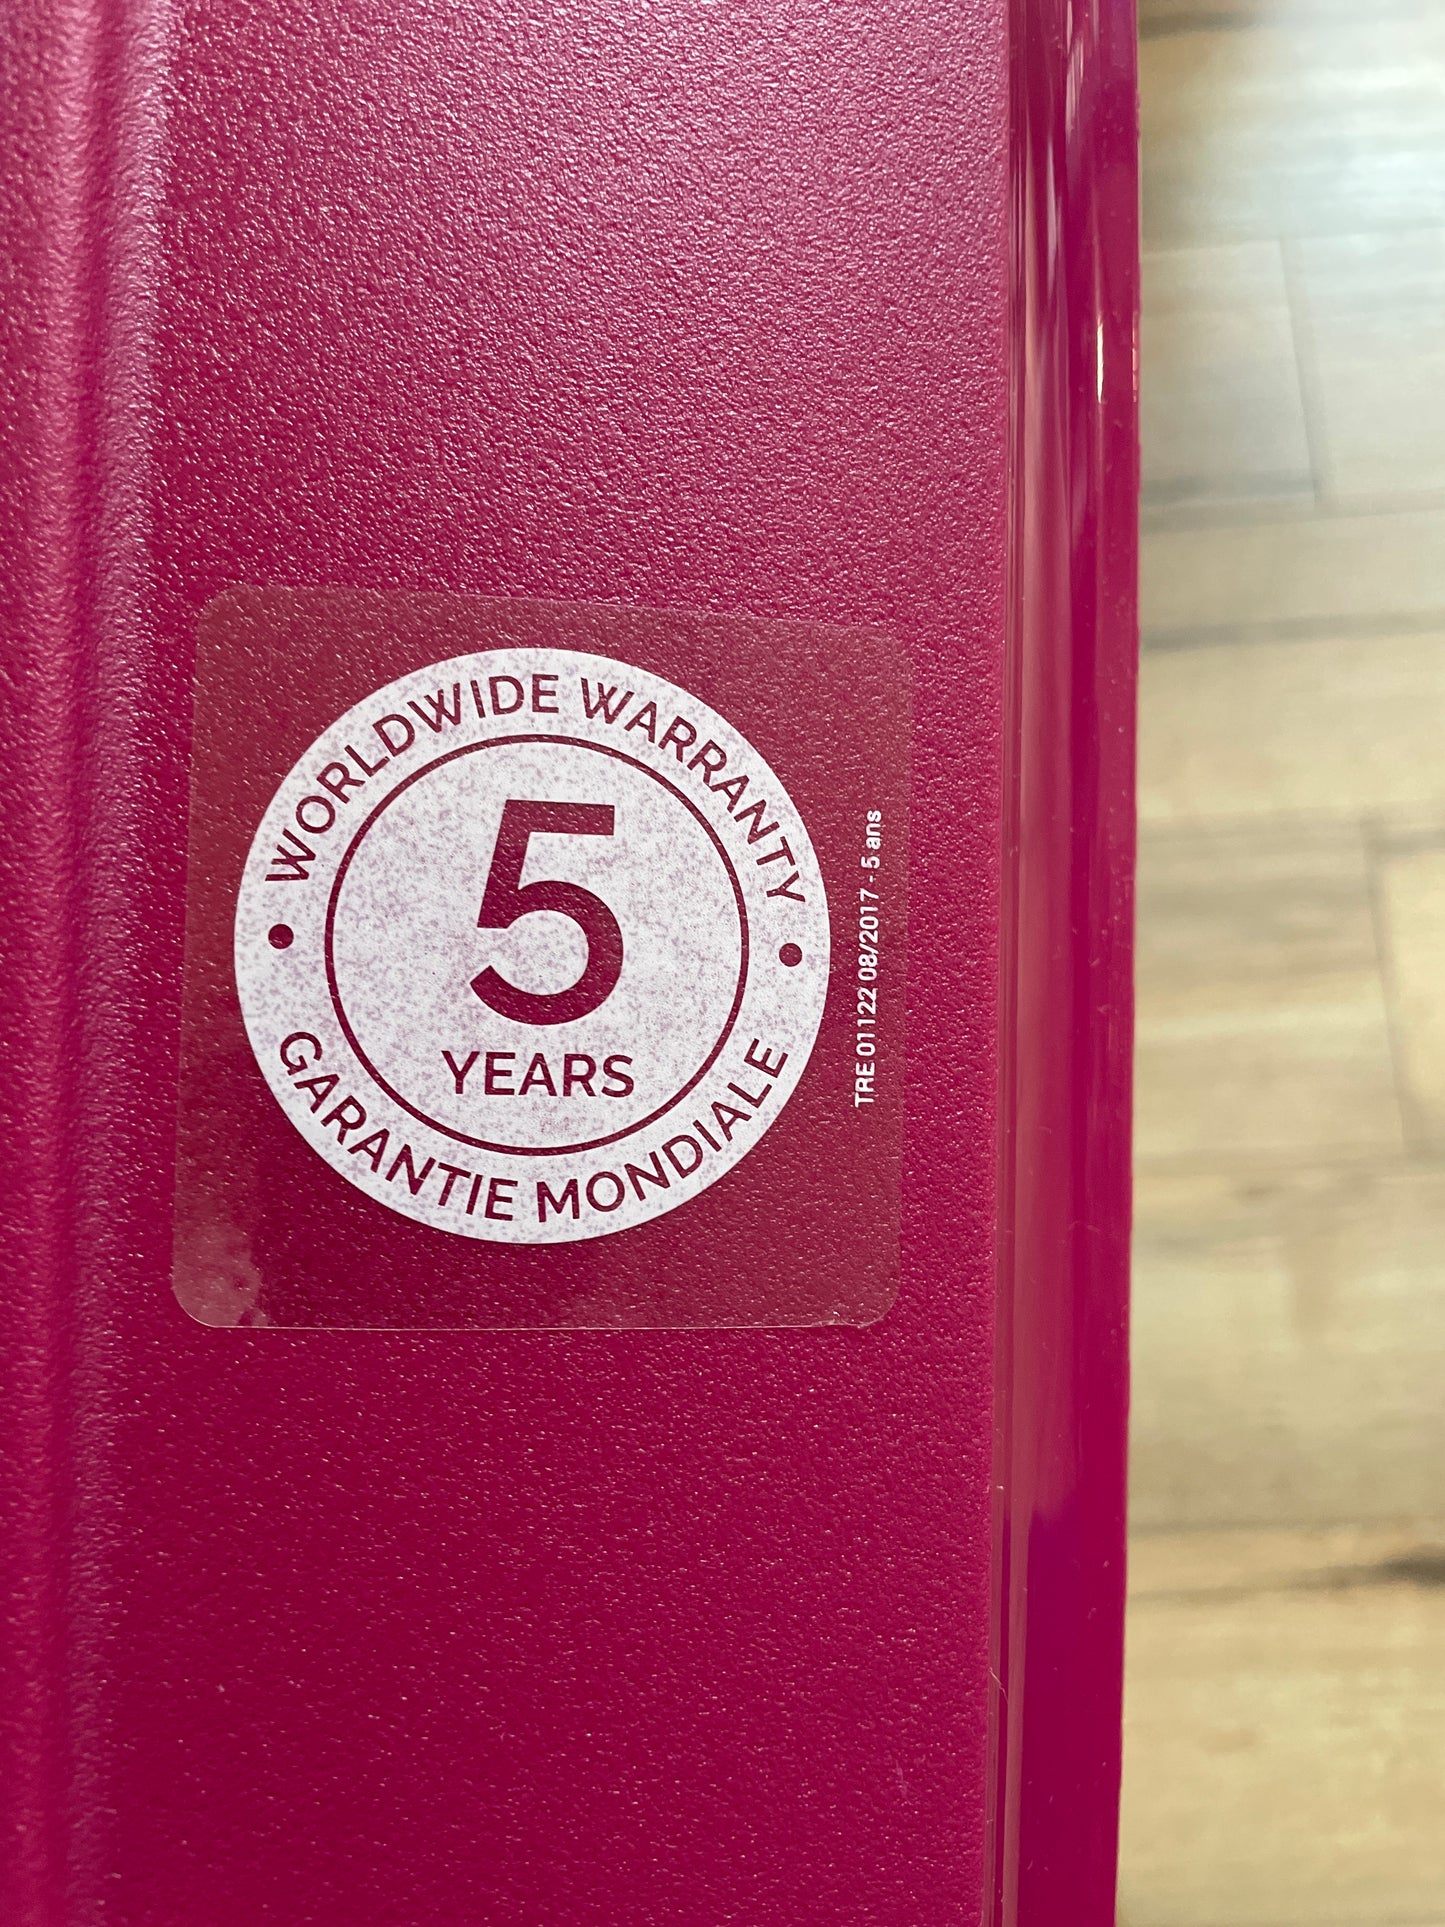 WORLDWIDE WARRANTY
5
YEARS
GARANTIE MONDIALE
TRE 01122 08/2017 - 5 ans